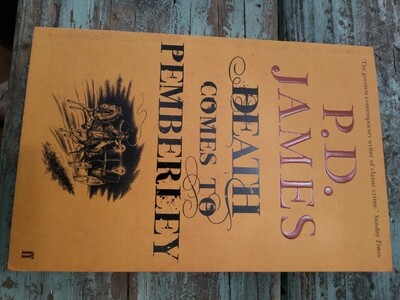 'The greatest contemporary writer of classic crime.' Sunday Times
P.D.
JAMES
DEATH
COMES TO
PEMBERLEY
ff